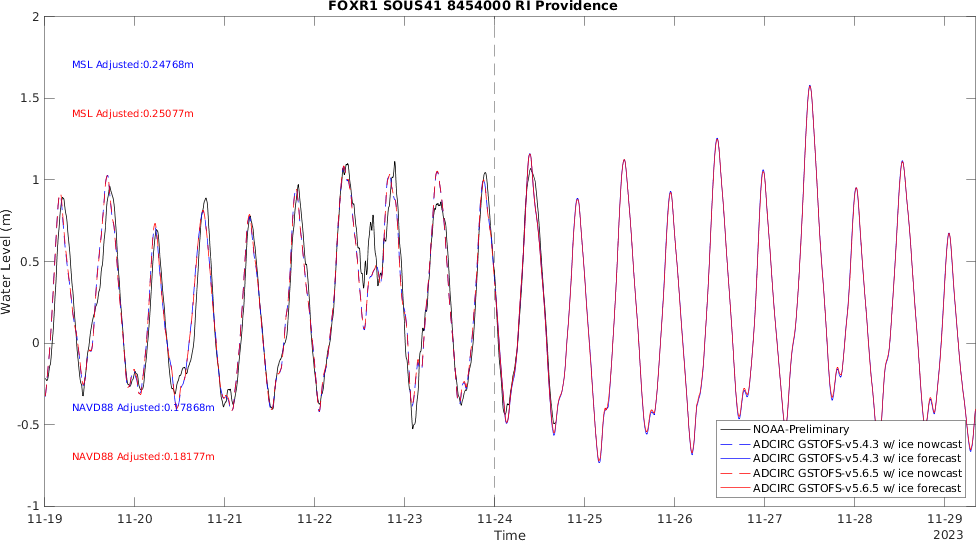 FOXR1 SOUS41 8454000 RI Providence
2
1.5
1
0.5
0
-0.5
-1
Water Level (m)
MSL Adjusted:0.24768m
MSL Adjusted:0.25077m
NAVD88 Adjusted:0.17868m
NAVD88 Adjusted:0.18177m
NOAA-Preliminary
ADCIRC GSTOFS-v5.4.3 w/ ice nowcast
ADCIRC GSTOFS-v5.4.3 w/ ice forecast
ADCIRC GSTOFS-v5.6.5 w/ ice nowcast
ADCIRC GSTOFS-v5.6.5 w/ ice forecast
11-19 11-20 11-21 11-22 11-23 11-24 11-25 11-26 11-27 11-28 11-29
Time 2023